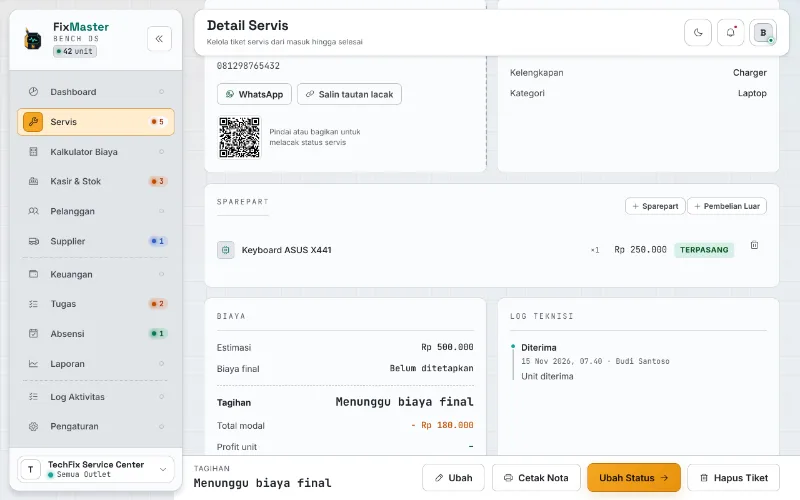 FixMaster
BENCH OS
42 unit
Dashboard
Servis
5
Kalkulator Biaya
Kasir & Stok
3
Pelanggan
Supplier
1
Keuangan
Tugas
2
Absensi
1
Laporan
Log Aktivitas
Pengaturan
T
TechFix Service Center
Semua Outlet
Detail Servis
Kelola tiket servis dari masuk hingga selesai
B
081298765432
WhatsApp
Salin tautan lacak
Pindai atau bagikan untuk
melacak status servis
Kelengkapan
Charger
Kategori
Laptop
SPAREPART
+ Sparepart
+ Pembelian Luar
Keyboard ASUS X441
×1
Rp 250.000
TERPASANG
BIAYA
Estimasi
Rp 500.000
Biaya final
Belum ditetapkan
Tagihan
Menunggu biaya final
Total modal
- Rp 180.000
Profit unit
–
LOG TEKNISI
Diterima
15 Nov 2026, 07.40 · Budi Santoso
Unit diterima
TAGIHAN
Menunggu biaya final
Ubah
Cetak Nota
Ubah Status →
Hapus Tiket